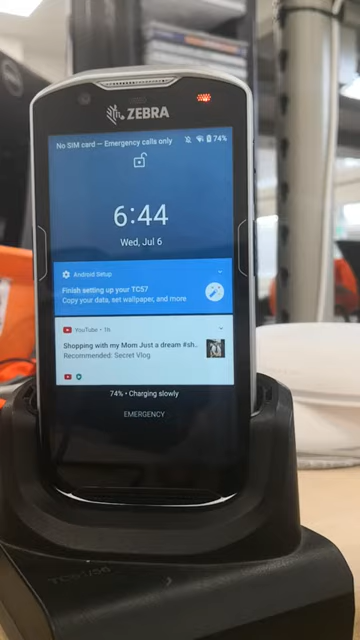 ZEBRA
No SIM card — Emergency calls only 74%
6:44
Wed, Jul 6
Android Setup
Finish setting up your TC57
Copy your data, set wallpaper, and more
YouTube • 1h
Shopping with my Mom Just a dream #sh..
Recommended: Secret Vlog
74% • Charging slowly
EMERGENCY